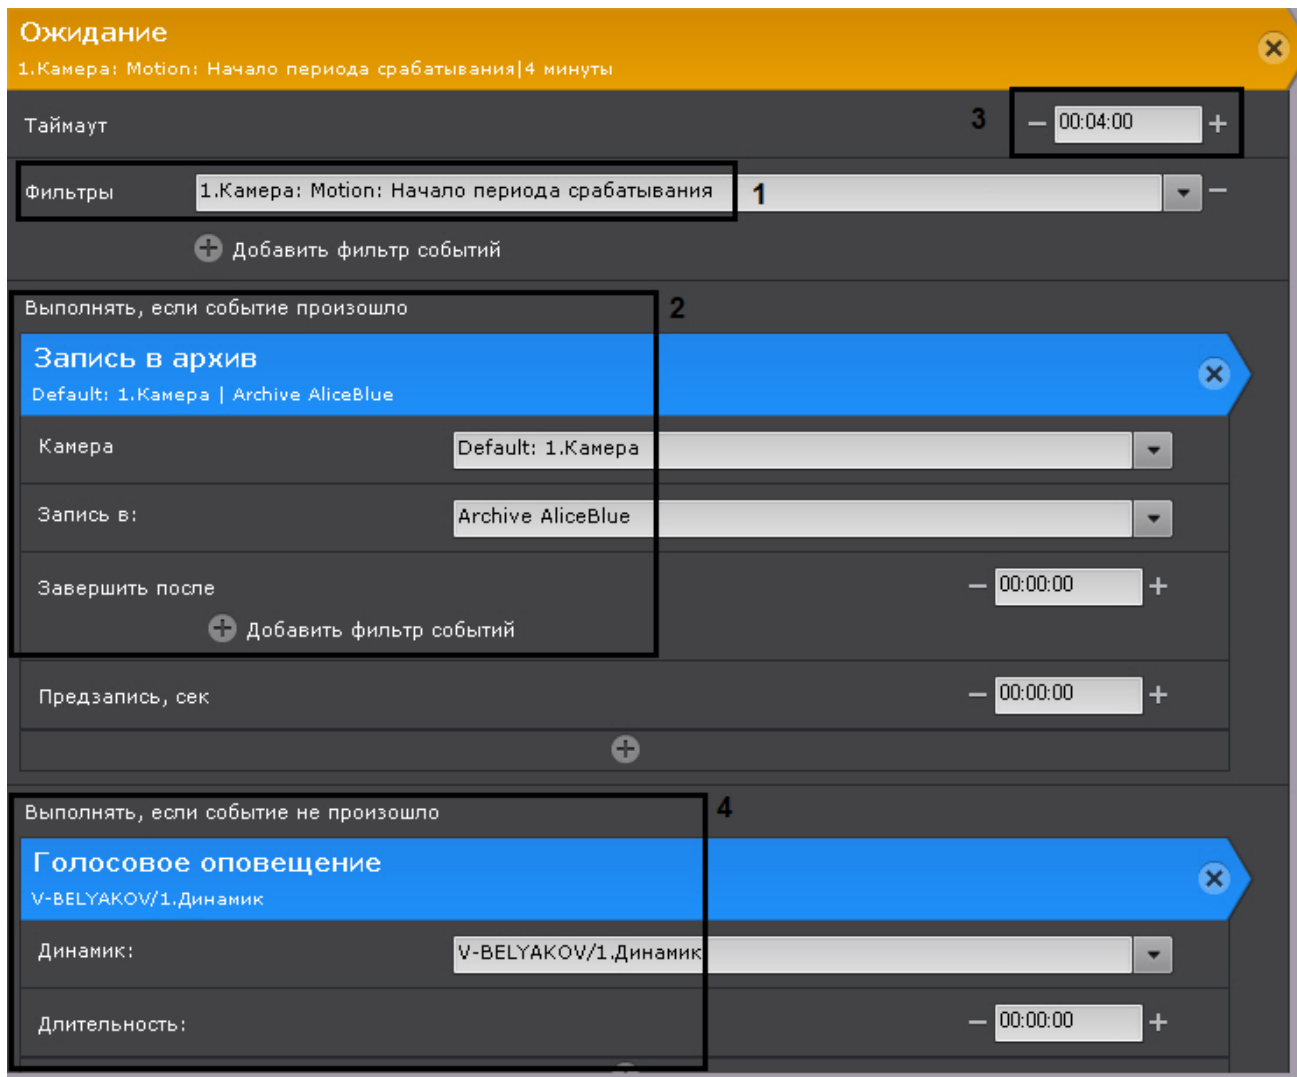 Ожидание
1.Камера: Motion: Начало периода срабатывания|4 минуты
Таймаут 3 00:04:00
Фильтры 1.Камера: Motion: Начало периода срабатывания 1
Добавить фильтр событий
Выполнять, если событие произошло 2
Запись в архив
Default: 1.Камера | Archive AliceBlue
Камера Default: 1.Камера
Запись в: Archive AliceBlue
Завершить после 00:00:00
Добавить фильтр событий
Предзапись, сек 00:00:00
Выполнять, если событие не произошло 4
Голосовое оповещение
V-BELYAKOV/1.Динамик
Динамик: V-BELYAKOV/1.Динамик
Длительность: 00:00:00